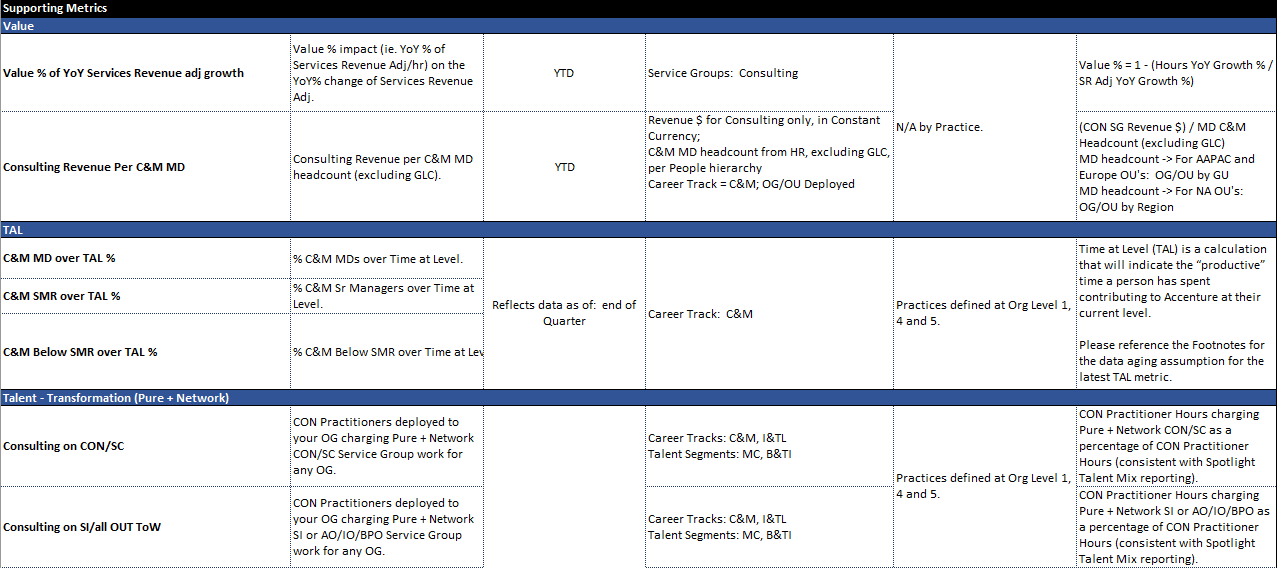 Supporting Metrics
Value
Value % of YoY Services Revenue adj growth
Value % impact (ie. YoY % of
Services Revenue Adj/hr) on the
YoY% change of Services Revenue
Adj.
YTD
Service Groups:  Consulting
N/A by Practice.
Value % = 1 - (Hours YoY Growth % /
SR Adj YoY Growth %)
Consulting Revenue Per C&M MD
Consulting Revenue per C&M MD
headcount (excluding GLC).
YTD
Revenue $ for Consulting only, in Constant
Currency;
C&M MD headcount from HR, excluding GLC,
per People hierarchy
Career Track = C&M; OG/OU Deployed
(CON SG Revenue $) / MD C&M
Headcount (excluding GLC)
MD headcount -> For AAPAC and
Europe OU's:  OG/OU by GU
MD headcount -> For NA OU's:
OG/OU by Region
TAL
C&M MD over TAL %
% C&M MDs over Time at Level.
Reflects data as of:  end of
Quarter
Career Track:  C&M
Practices defined at Org Level 1,
4 and 5.
Time at Level (TAL) is a calculation
that will indicate the “productive”
time a person has spent
contributing to Accenture at their
current level.
Please reference the Footnotes for
the data aging assumption for the
latest TAL metric.
C&M SMR over TAL %
% C&M Sr Managers over Time at
Level.
C&M Below SMR over TAL %
% C&M Below SMR over Time at Lev
Talent - Transformation (Pure + Network)
Consulting on CON/SC
CON Practitioners deployed to
your OG charging Pure + Network
CON/SC Service Group work for
any OG.
Career Tracks: C&M, I&TL
Talent Segments: MC, B&TI
Practices defined at Org Level 1,
4 and 5.
CON Practitioner Hours charging
Pure + Network CON/SC as a
percentage of CON Practitioner
Hours (consistent with Spotlight
Talent Mix reporting).
Consulting on SI/all OUT ToW
CON Practitioners deployed to
your OG charging Pure + Network
SI or AO/IO/BPO Service Group
work for any OG.
Career Tracks: C&M, I&TL
Talent Segments: MC, B&TI
CON Practitioner Hours charging
Pure + Network SI or AO/IO/BPO as
a percentage of CON Practitioner
Hours (consistent with Spotlight
Talent Mix reporting).